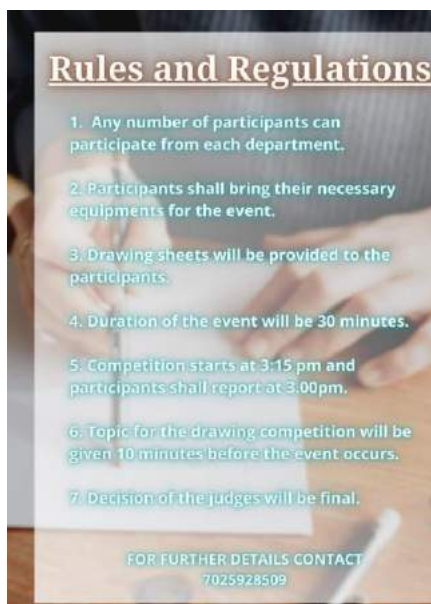 Rules and Regulations
1. Any number of participants can
participate from each department.
2. Participants shall bring their necessary
equipments for the event.
3. Drawing sheets will be provided to the
participants.
4. Duration of the event will be 30 minutes.
5. Competition starts at 3:15 pm and
participants shall report at 3.00pm.
6. Topic for the drawing competition will be
given 10 minutes before the event occurs.
7. Decision of the judges will be final.
FOR FURTHER DETAILS CONTACT
7025928509